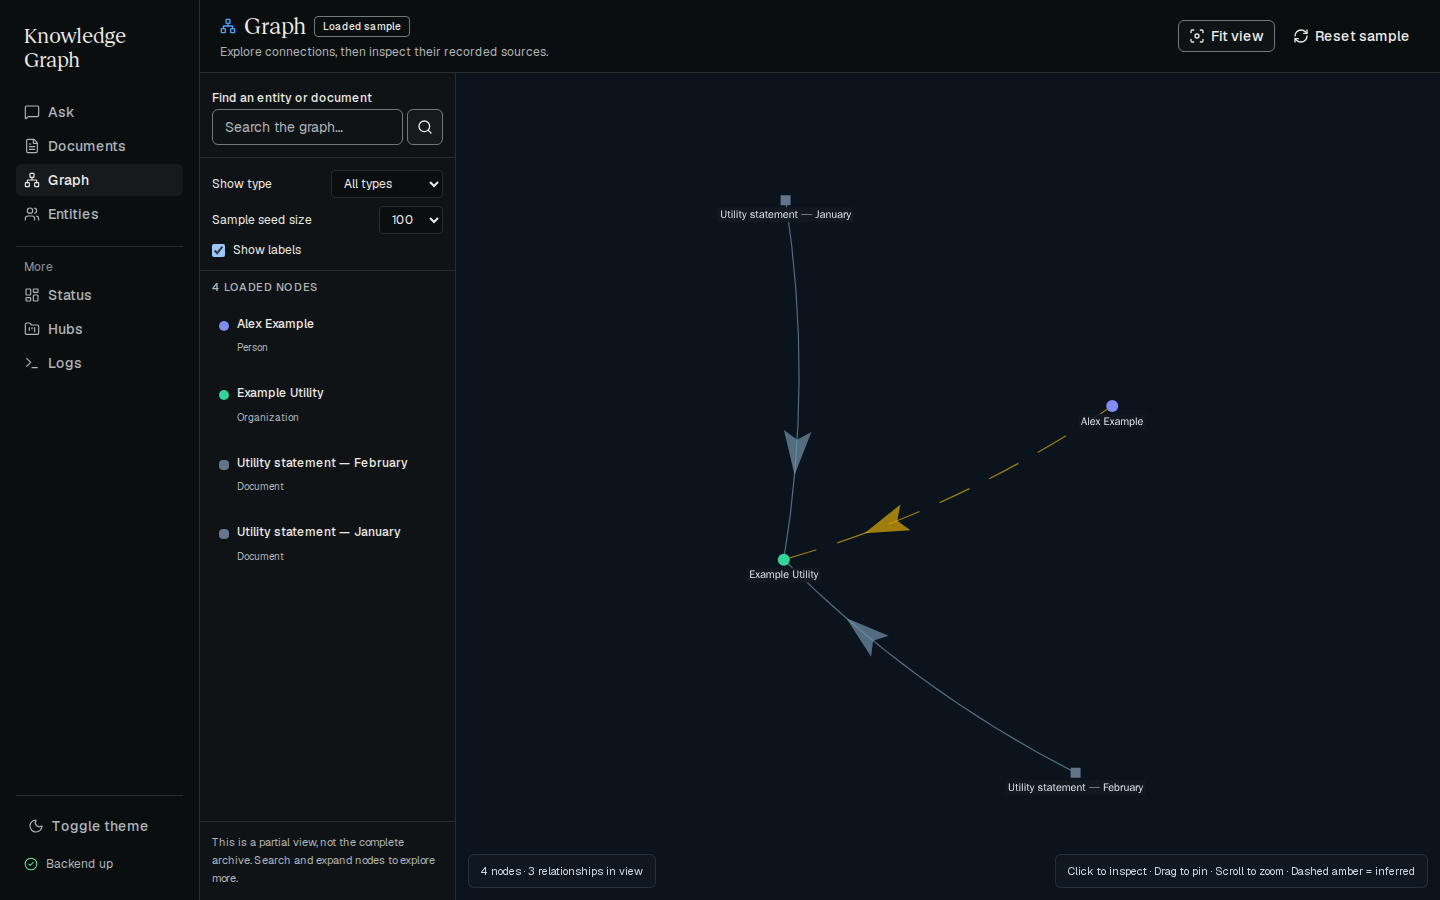 Knowledge
Graph
Ask
Documents
Graph
Entities
More
Status
Hubs
Logs
Toggle theme
Backend up
Graph
Loaded sample
Explore connections, then inspect their recorded sources.
Fit view
Reset sample
Find an entity or document
Search the graph...
Show type
All types
Sample seed size
100
Show labels
4 LOADED NODES
Alex Example
Person
Example Utility
Organization
Utility statement — February
Document
Utility statement — January
Document
This is a partial view, not the complete
archive. Search and expand nodes to explore
more.
Utility statement — January
Alex Example
Example Utility
Utility statement — February
4 nodes · 3 relationships in view
Click to inspect · Drag to pin · Scroll to zoom · Dashed amber = inferred